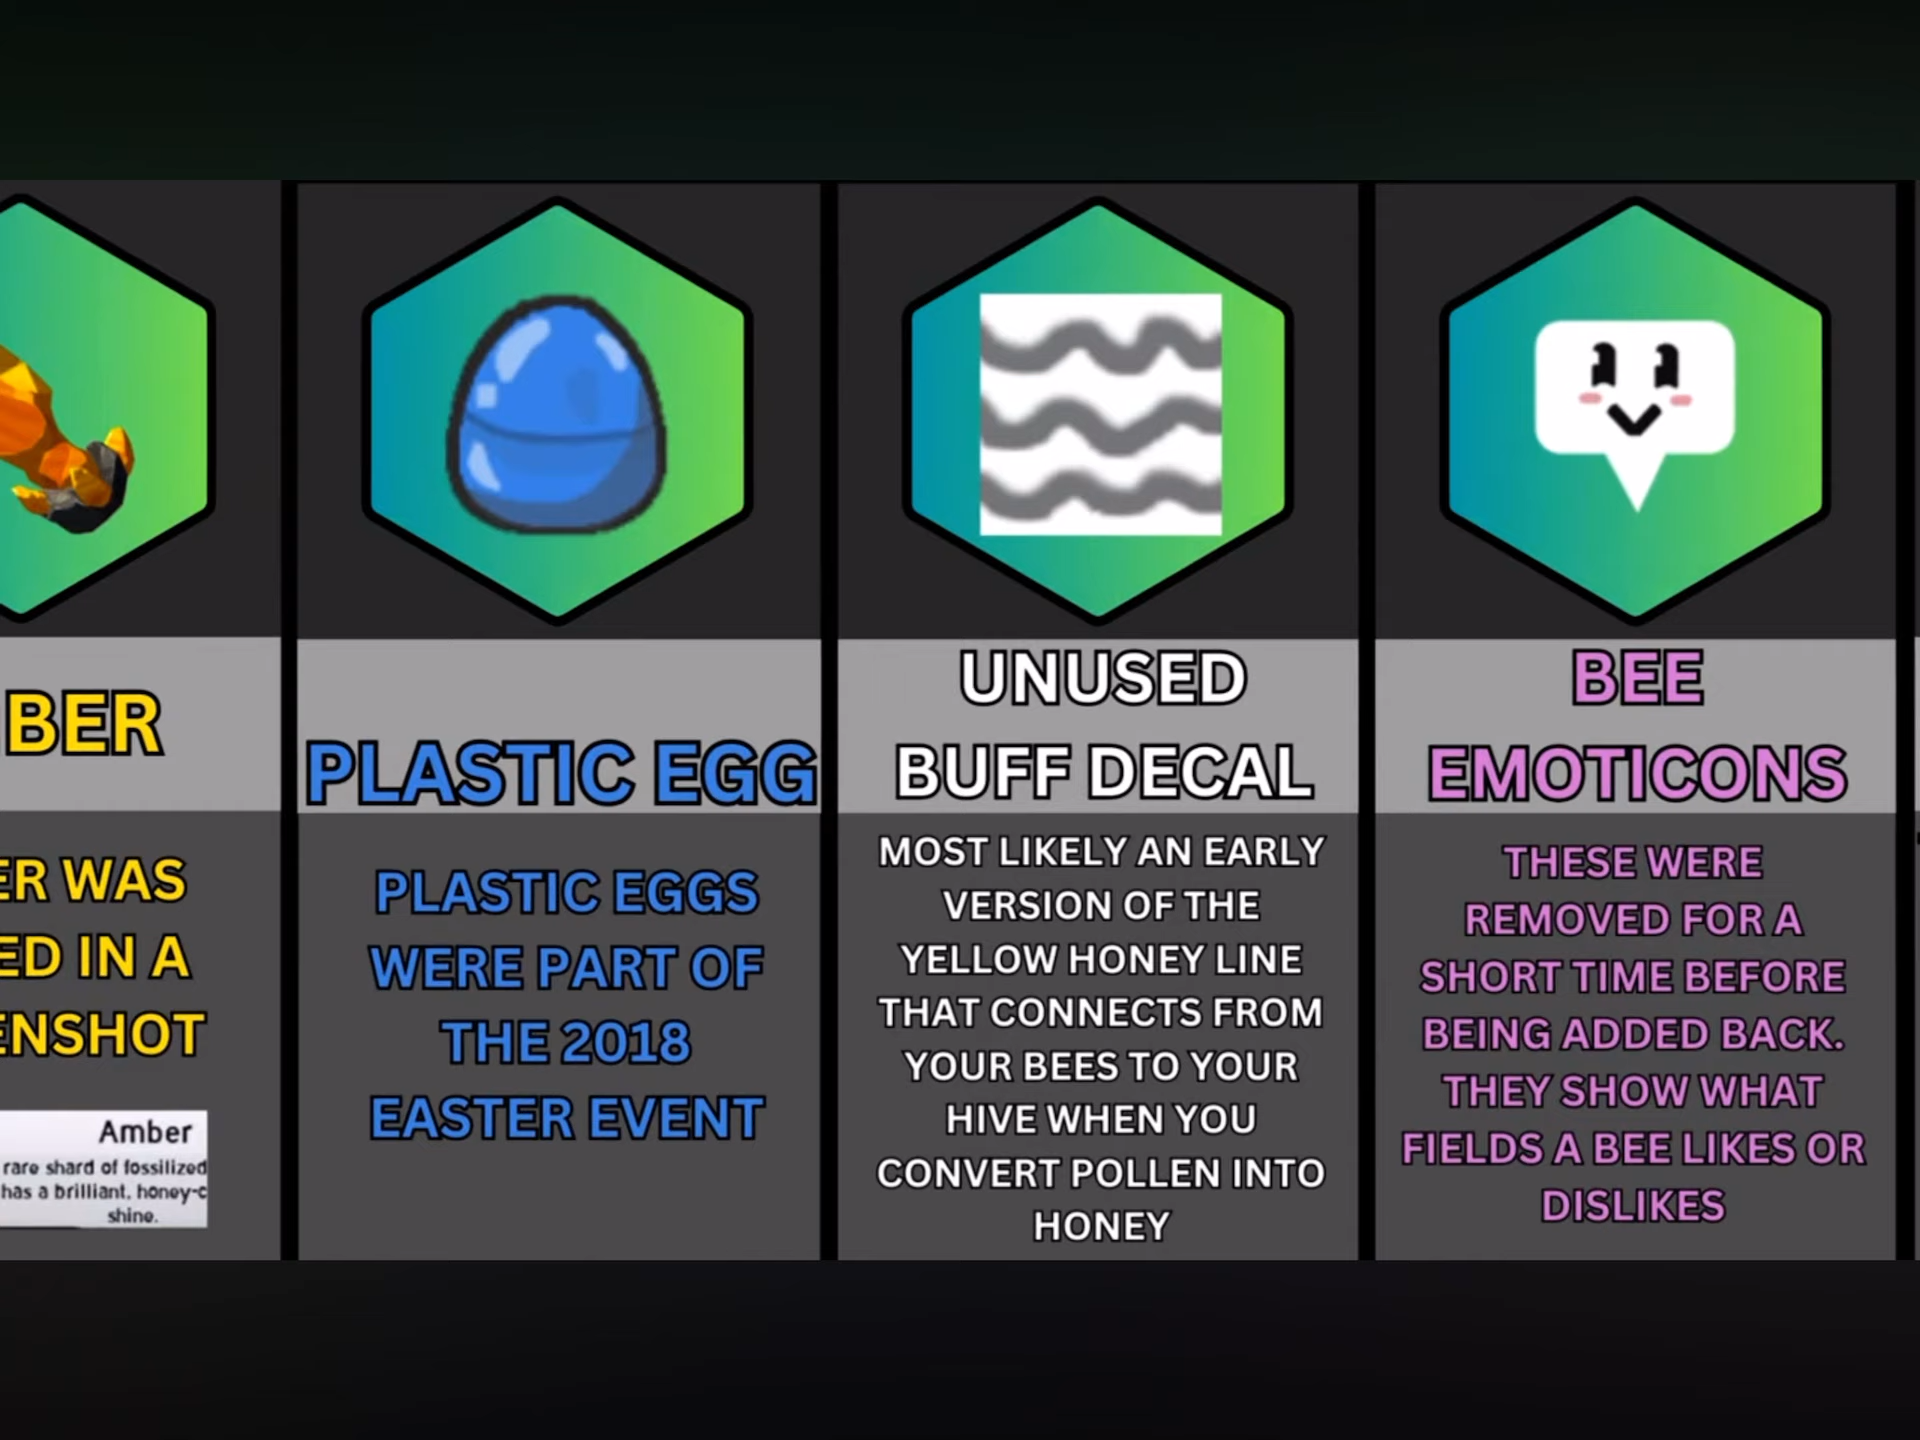 BER
ER WAS
ED IN A
ENSHOT
Amber
rare shard of fossilized
has a brilliant, honey-c
shine.
PLASTIC EGG
PLASTIC EGGS
WERE PART OF
THE 2018
EASTER EVENT
UNUSED
BUFF DECAL
MOST LIKELY AN EARLY
VERSION OF THE
YELLOW HONEY LINE
THAT CONNECTS FROM
YOUR BEES TO YOUR
HIVE WHEN YOU
CONVERT POLLEN INTO
HONEY
BEE
EMOTICONS
THESE WERE
REMOVED FOR A
SHORT TIME BEFORE
BEING ADDED BACK.
THEY SHOW WHAT
FIELDS A BEE LIKES OR
DISLIKES